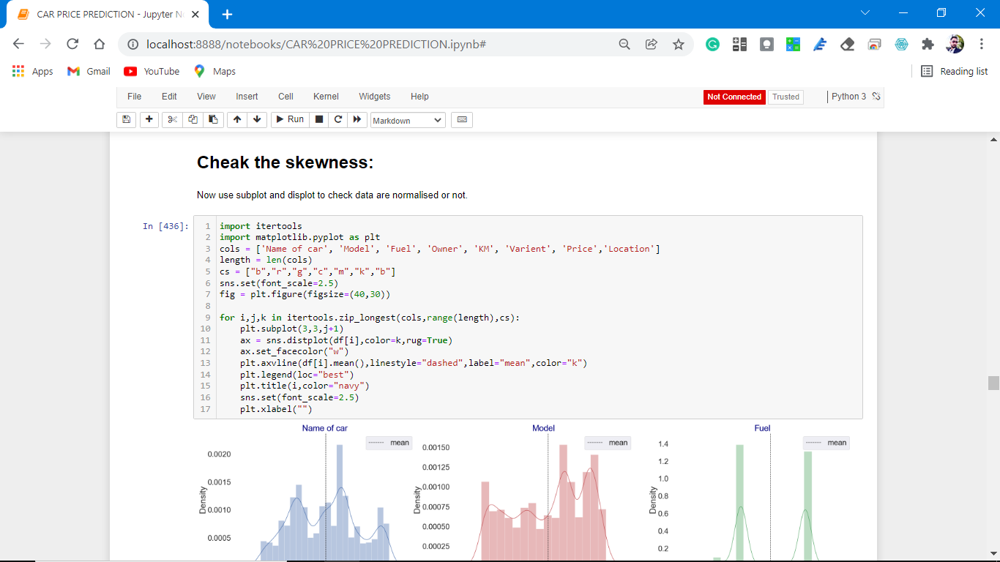 CAR PRICE PREDICTION - Jupyter N
localhost:8888/notebooks/CAR%20PRICE%20PREDICTION.ipynb#
Apps Gmail YouTube Maps Reading list
File Edit View Insert Cell Kernel Widgets Help Not Connected Trusted Python 3
Run Markdown
Cheak the skewness:
Now use subplot and displot to check data are normalised or not.
In [436]:
1 import itertools
2 import matplotlib.pyplot as plt
3 cols = ['Name of car', 'Model', 'Fuel', 'Owner', 'KM', 'Varient', 'Price','Location']
4 length = len(cols)
5 cs = ["b","r","g","c","m","k","b"]
6 sns.set(font_scale=2.5)
7 fig = plt.figure(figsize=(40,30))
8
9 for i,j,k in itertools.zip_longest(cols,range(length),cs):
10     plt.subplot(3,3,j+1)
11     ax = sns.distplot(df[i],color=k,rug=True)
12     ax.set_facecolor("w")
13     plt.axvline(df[i].mean(),linestyle="dashed",label="mean",color="k")
14     plt.legend(loc="best")
15     plt.title(i,color="navy")
16     sns.set(font_scale=2.5)
17     plt.xlabel("")
Name of car
mean
0.0020
0.0015
0.0010
0.0005
Density
Model
mean
0.00150
0.00125
0.00100
0.00075
0.00050
0.00025
Density
Fuel
mean
1.4
1.2
1.0
0.8
0.6
0.4
0.2
Density